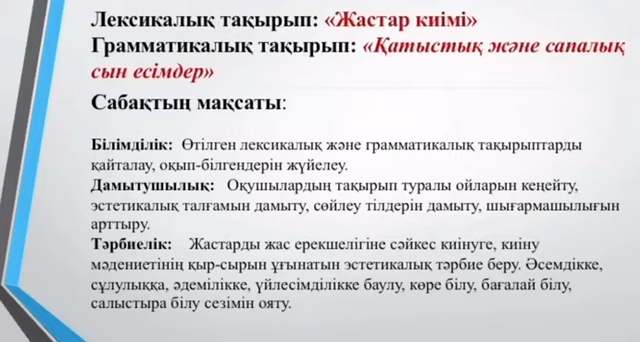 Лексикалық тақырып: «Жастар киімі»
Грамматикалық тақырып: «Қатыстық және сапалық
сын есімдер»
Сабақтың мақсаты:
Білімділік: Өтілген лексикалық және грамматикалық тақырыптарды
қайталау, оқып-білгендерін жүйелеу.
Дамытушылық: Оқушылардың тақырып туралы ойларын кеңейту,
эстетикалық талғамын дамыту, сөйлеу тілдерін дамыту, шығармашылығын
арттыру.
Тәрбиелік: Жастарды жас ерекшелігіне сәйкес киінуге, киіну
мәдениетінің қыр-сырын ұғынатын эстетикалық тәрбие беру. Әсемдікке,
сұлулыққа, әдемілікке, үйлесімділікке баулу, көре білу, бағалай білу,
салыстыра білу сезімін ояту.